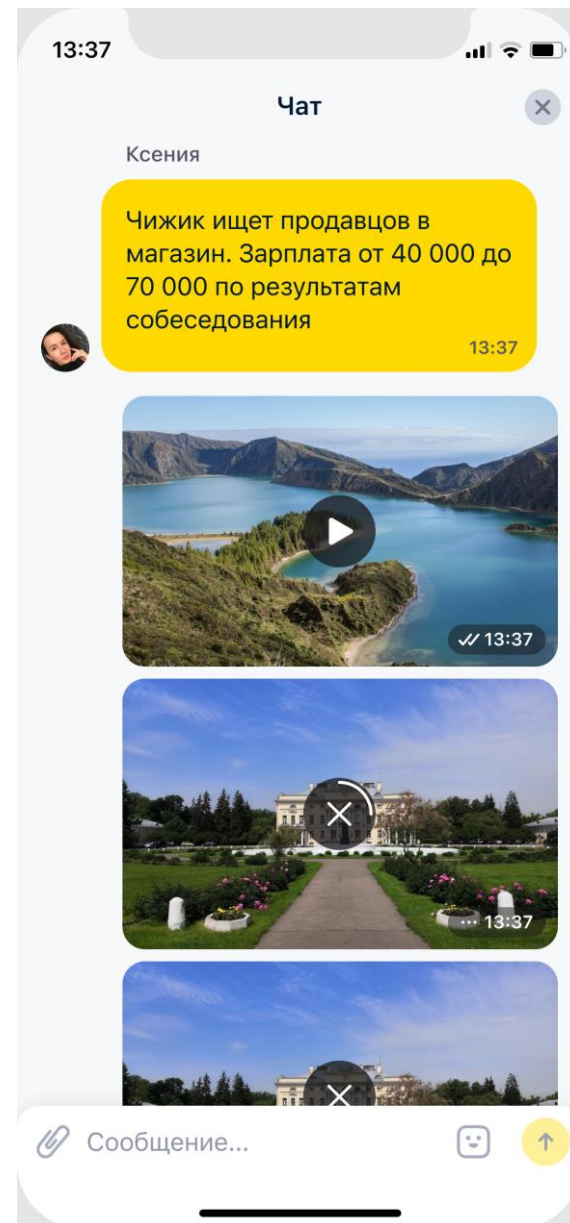 13:37
Чат
Ксения
Чижик ищет продавцов в
магазин. Зарплата от 40 000 до
70 000 по результатам
собеседования
13:37
13:37
13:37
Сообщение...